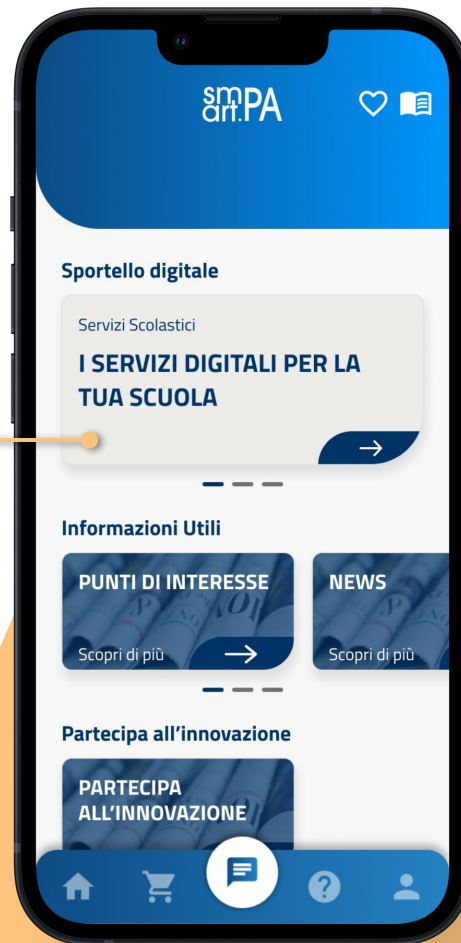 smart.PA
Sportello digitale
Servizi Scolastici
I SERVIZI DIGITALI PER LA
TUA SCUOLA
Informazioni Utili
PUNTI DI INTERESSE
NEWS
Scopri di più
Scopri di più
Partecipa all'innovazione
PARTECIPA
ALL'INNOVAZIONE